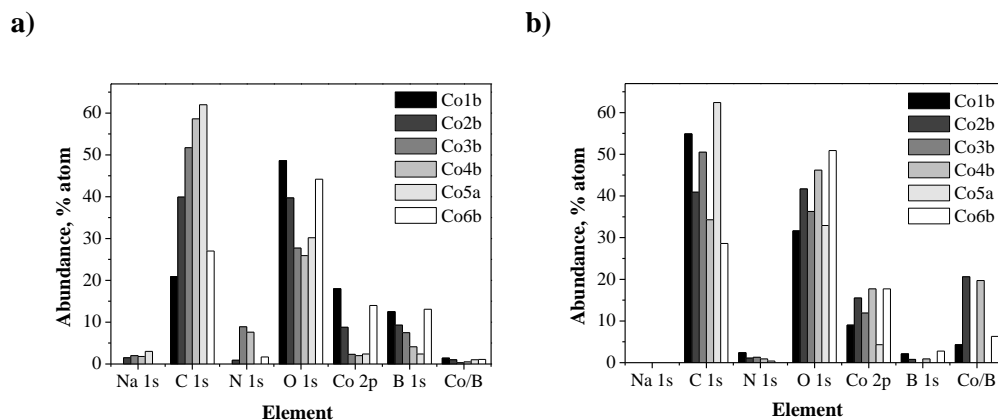 a)
Abundance, % atom
60
50
40
30
20
10
0
Co1b
Co2b
Co3b
Co4b
Co5a
Co6b
Na 1s C 1s N 1s O 1s Co 2p B 1s Co/B
Element
b)
Abundance, % atom
60
50
40
30
20
10
0
Co1b
Co2b
Co3b
Co4b
Co5a
Co6b
Na 1s C 1s N 1s O 1s Co 2p B 1s Co/B
Element